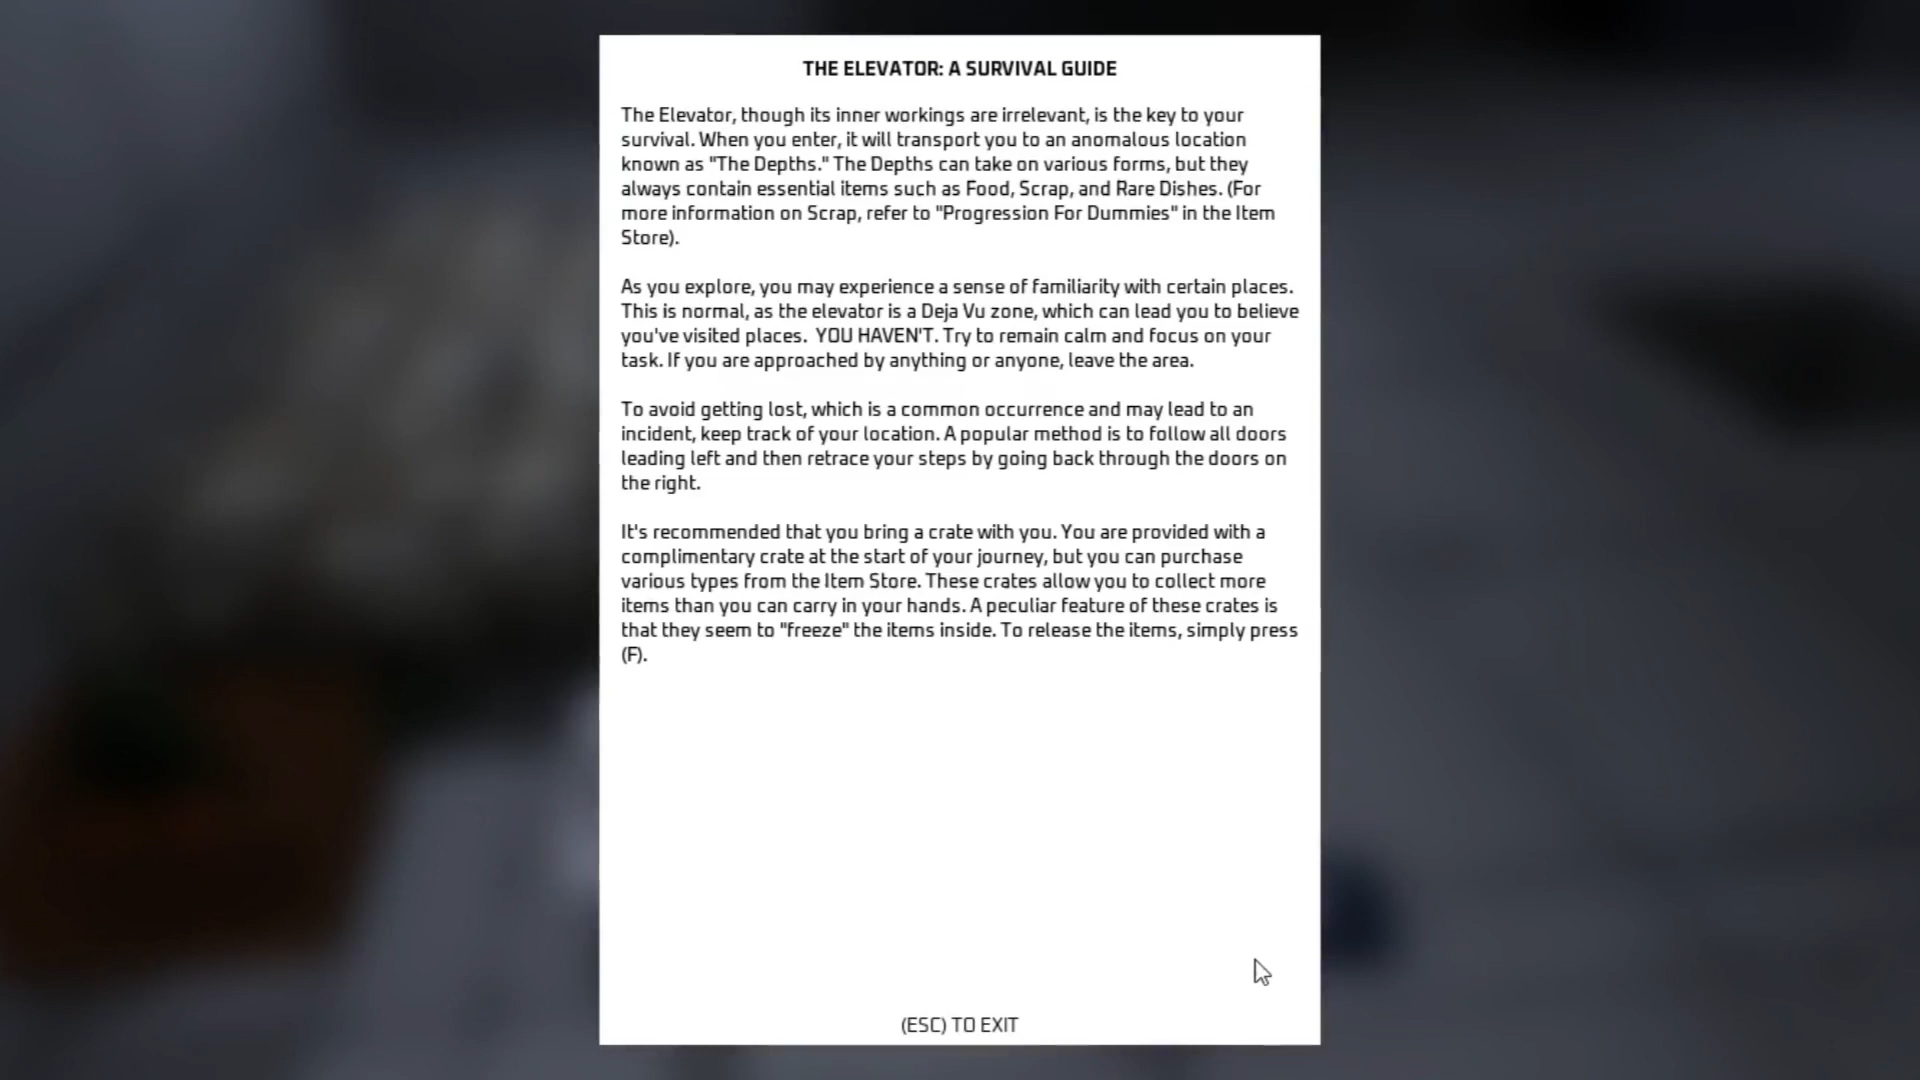 THE ELEVATOR: A SURVIVAL GUIDE
The Elevator, though its inner workings are irrelevant, is the key to your
survival. When you enter, it will transport you to an anomalous location
known as "The Depths." The Depths can take on various forms, but they
always contain essential items such as Food, Scrap, and Rare Dishes. (For
more information on Scrap, refer to "Progression For Dummies" in the Item
Store).
As you explore, you may experience a sense of familiarity with certain places.
This is normal, as the elevator is a Deja Vu zone, which can lead you to believe
you've visited places.  YOU HAVEN'T. Try to remain calm and focus on your
task. If you are approached by anything or anyone, leave the area.
To avoid getting lost, which is a common occurrence and may lead to an
incident, keep track of your location. A popular method is to follow all doors
leading left and then retrace your steps by going back through the doors on
the right.
It's recommended that you bring a crate with you. You are provided with a
complimentary crate at the start of your journey, but you can purchase
various types from the Item Store. These crates allow you to collect more
items than you can carry in your hands. A peculiar feature of these crates is
that they seem to "freeze" the items inside. To release the items, simply press
(F).
(ESC) TO EXIT